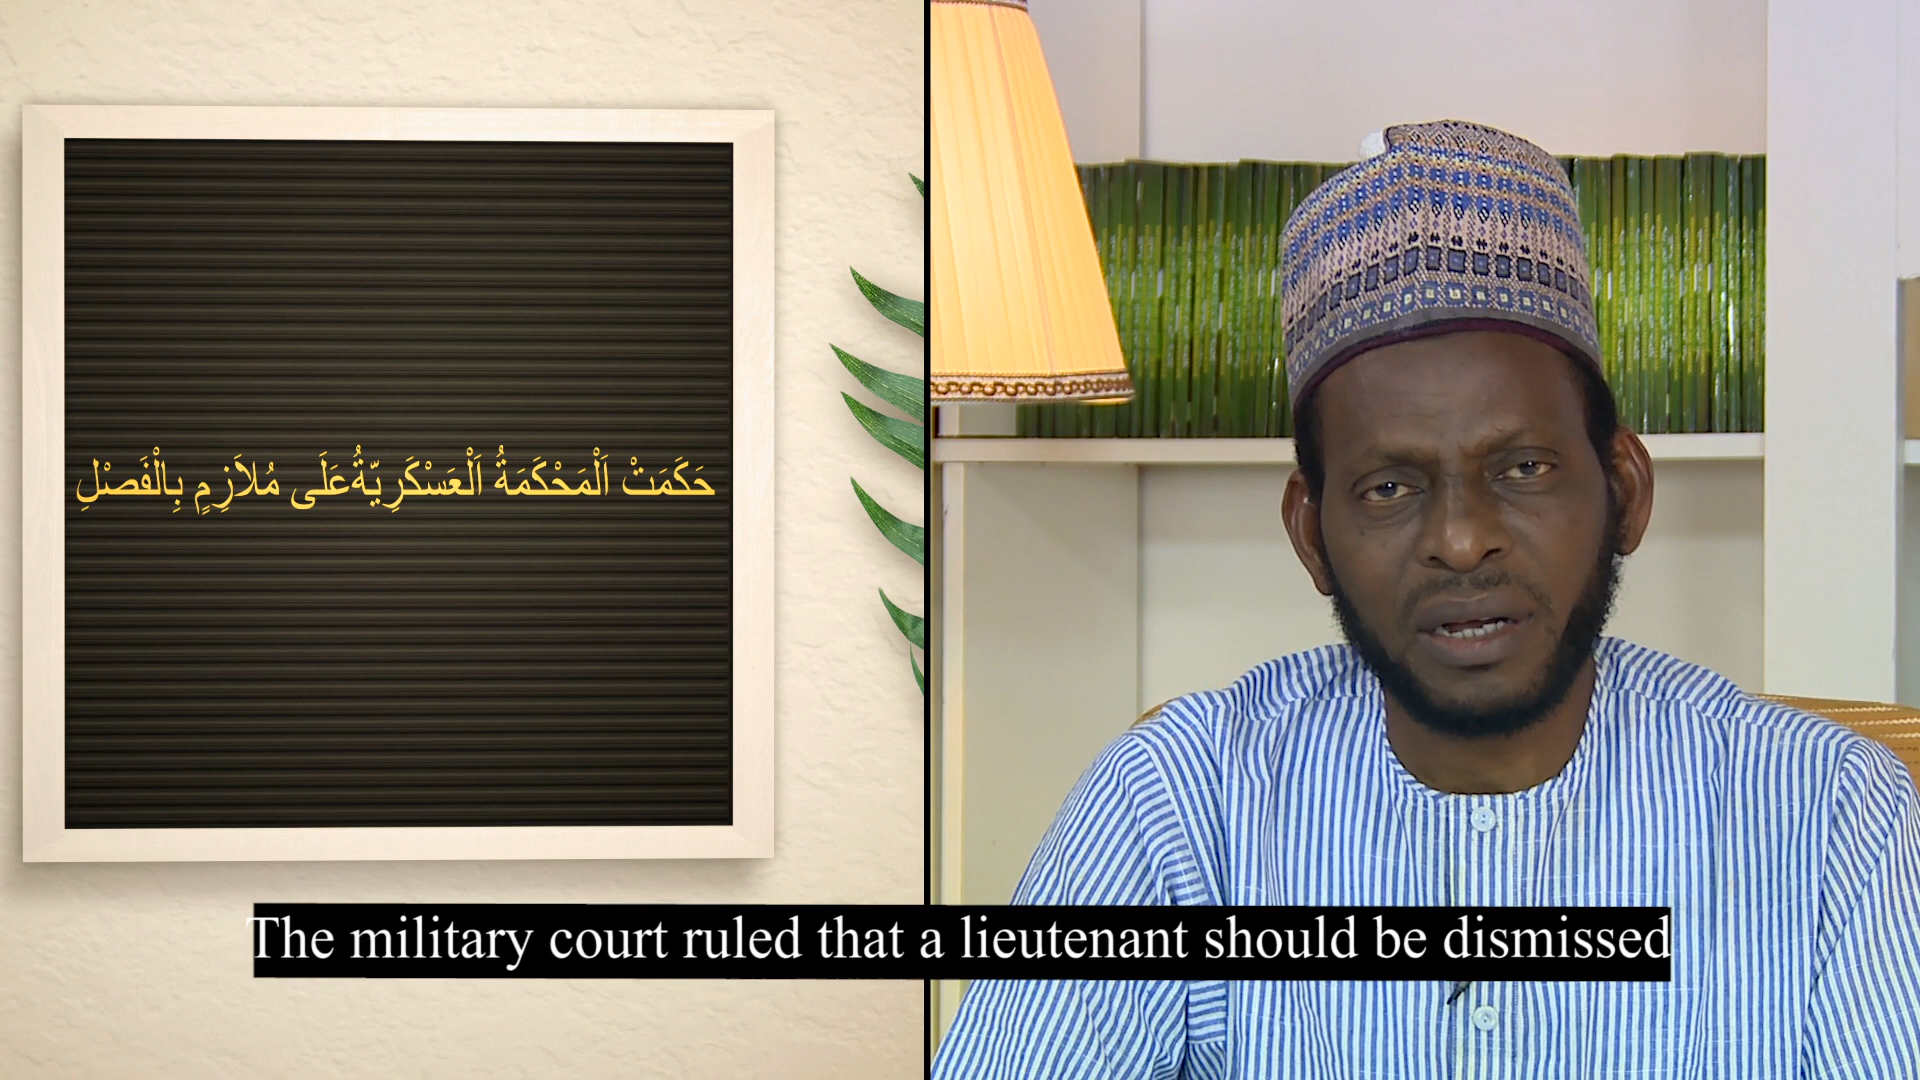 حَكَمَتْ اَلْمَحْكَمَةُ اَلْعَسْكَرِيّةُ عَلَى مُلاَزِمٍ بِالْفَصْلِ
The military court ruled that a lieutenant should be dismissed